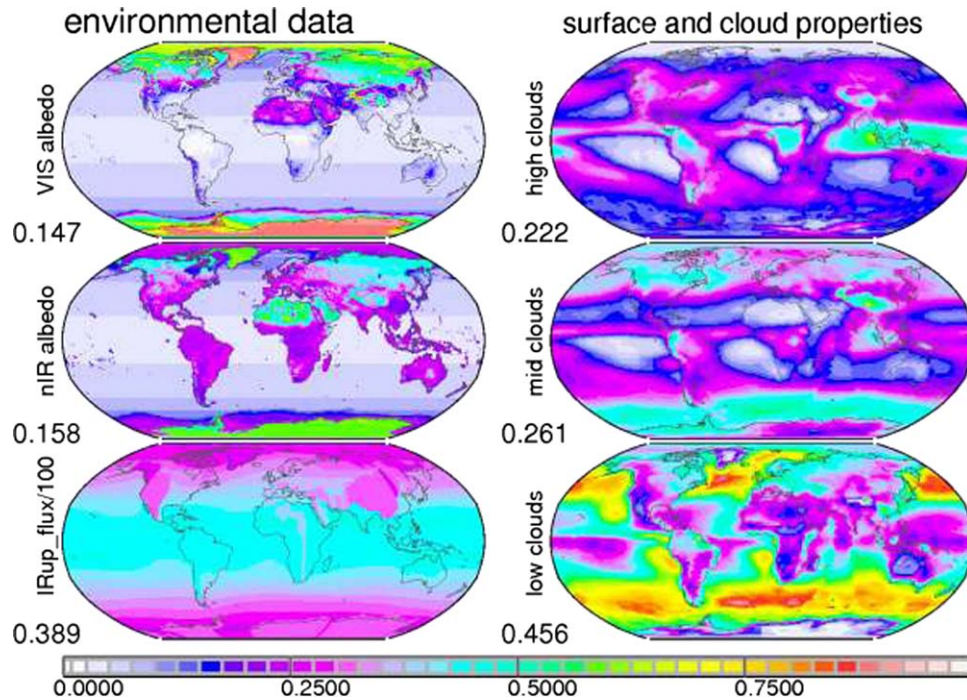 environmental data
surface and cloud properties
VIS albedo
0.147
high clouds
0.222
nIR albedo
0.158
mid clouds
0.261
IRup_flux/100
0.389
low clouds
0.456
0.0000 0.2500 0.5000 0.7500